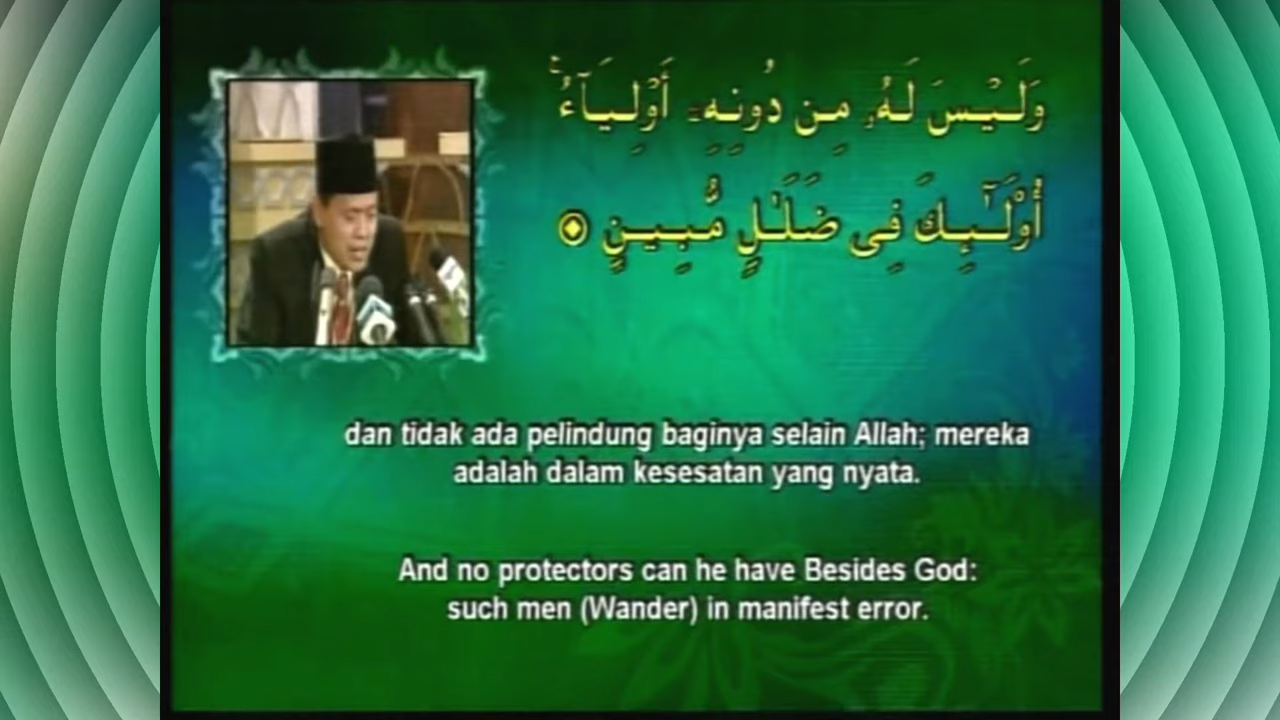 وَلَيْسَ لَهُۥ مِن دُونِهِۦٓ أَوْلِيَآءُ ۚ
أُو۟لَـٰٓئِكَ فِى ضَلَـٰلٍ مُّبِينٍ
dan tidak ada pelindung baginya selain Allah; mereka
adalah dalam kesesatan yang nyata.
And no protectors can he have Besides God:
such men (Wander) in manifest error.